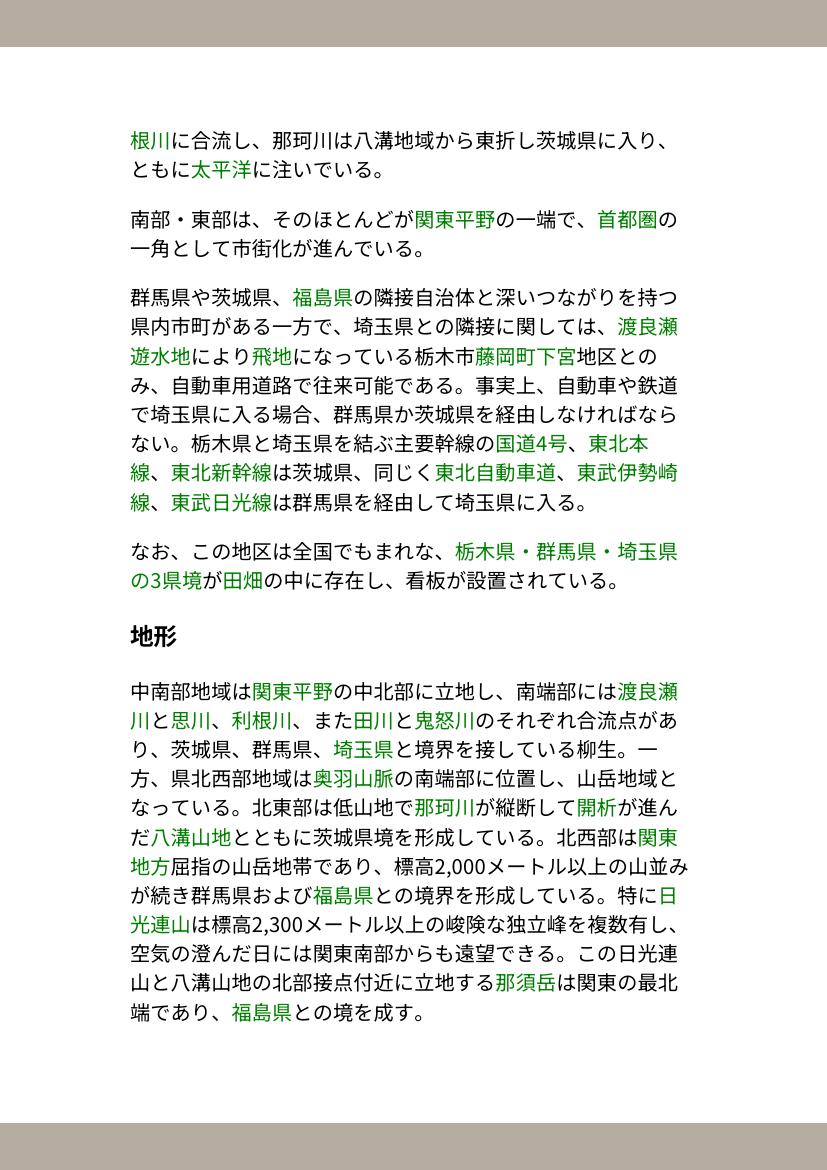 根川に合流し、那珂川は八溝地域から東折し茨城県に入り、
ともに太平洋に注いでいる。
南部・東部は、そのほとんどが関東平野の一端で、首都圏の
一角として市街化が進んでいる。
群馬県や茨城県、福島県の隣接自治体と深いつながりを持つ
県内市町がある一方で、埼玉県との隣接に関しては、渡良瀬
遊水地により飛地になっている栃木市藤岡町下宮地区との
み、自動車用道路で往来可能である。事実上、自動車や鉄道
で埼玉県に入る場合、群馬県か茨城県を経由しなければなら
ない。栃木県と埼玉県を結ぶ主要幹線の国道4号、東北本
線、東北新幹線は茨城県、同じく東北自動車道、東武伊勢崎
線、東武日光線は群馬県を経由して埼玉県に入る。
なお、この地区は全国でもまれな、栃木県・群馬県・埼玉県
の3県境が田畑の中に存在し、看板が設置されている。
地形
中南部地域は関東平野の中北部に立地し、南端部には渡良瀬
川と思川、利根川、また田川と鬼怒川のそれぞれ合流点があ
り、茨城県、群馬県、埼玉県と境界を接している柳生。一
方、県北西部地域は奥羽山脈の南端部に位置し、山岳地域と
なっている。北東部は低山地で那珂川が縦断して開析が進ん
だ八溝山地とともに茨城県境を形成している。北西部は関東
地方屈指の山岳地帯であり、標高2,000メートル以上の山並み
が続き群馬県および福島県との境界を形成している。特に日
光連山は標高2,300メートル以上の峻険な独立峰を複数有し、
空気の澄んだ日には関東南部からも遠望できる。この日光連
山と八溝山地の北部接点付近に立地する那須岳は関東の最北
端であり、福島県との境を成す。